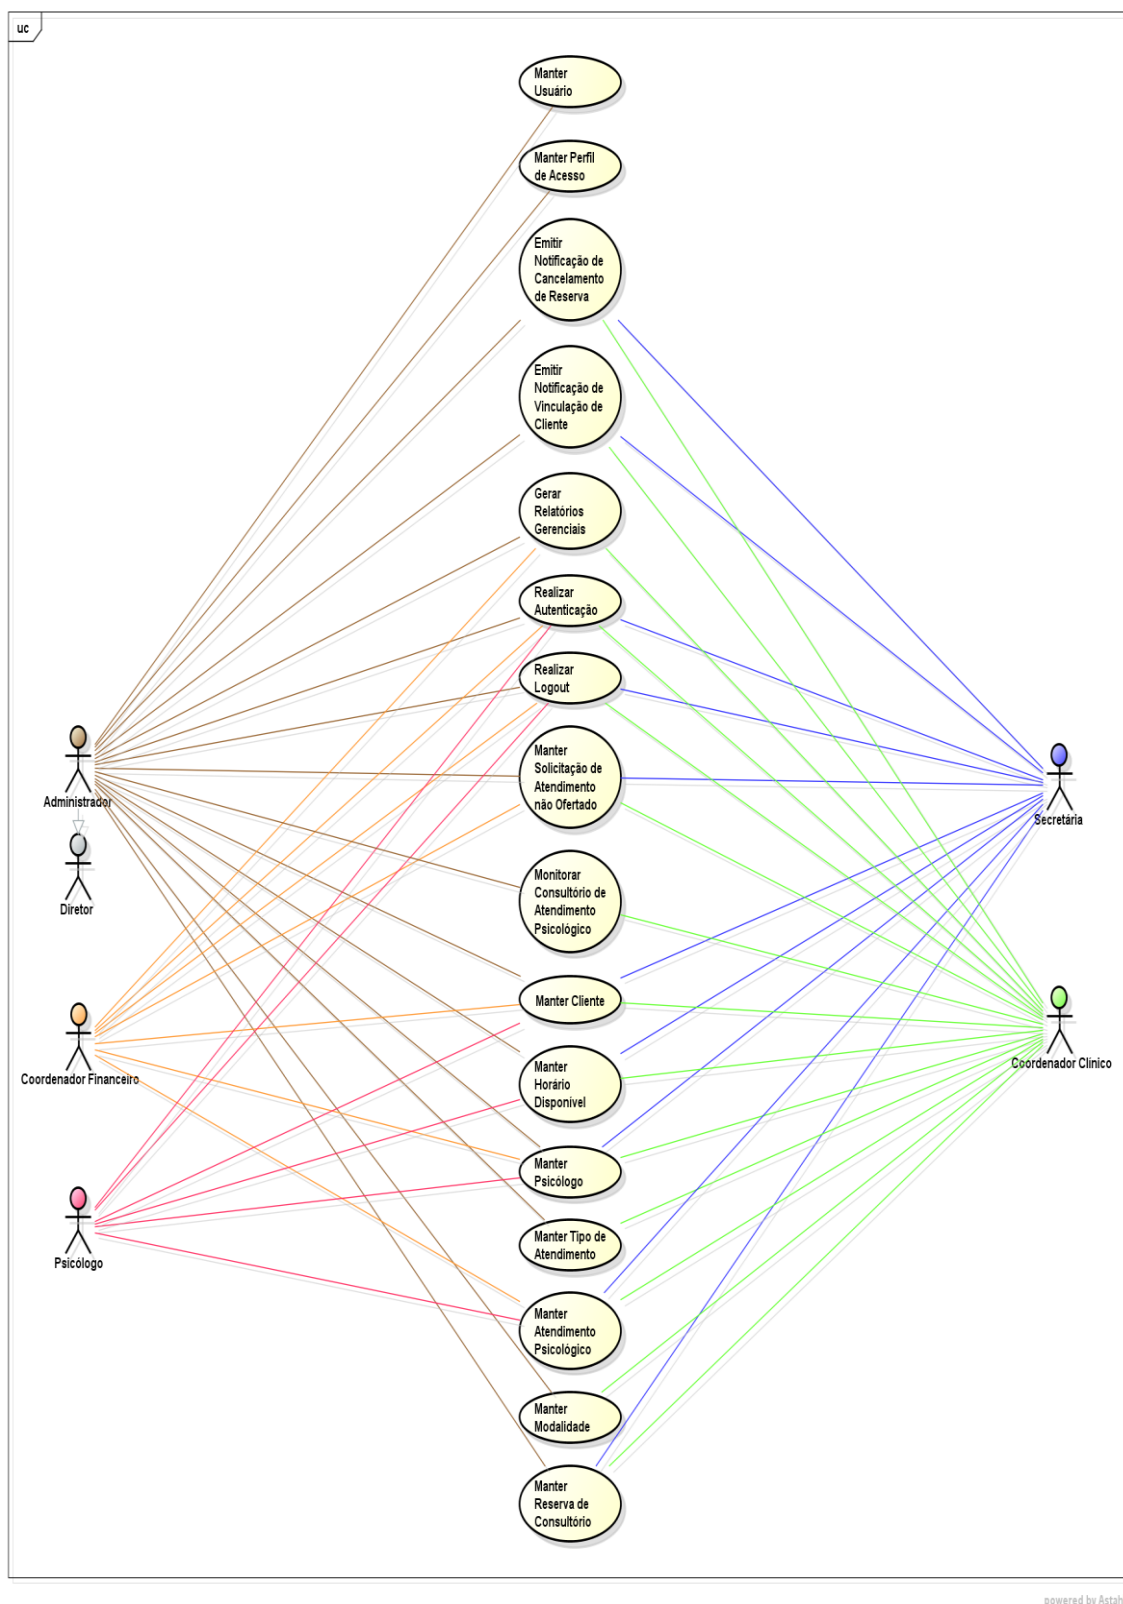 uc
Manter
Usuário
Manter Perfil
de Acesso
Emitir
Notificação de
Cancelamento
de Reserva
Emitir
Notificação de
Vinculação de
Cliente
Gerar
Relatórios
Gerenciais
Realizar
Autenticação
Realizar
Logout
Manter
Solicitação de
Atendimento
não Ofertado
Administrador
Secretária
Diretor
Monitorar
Consultório de
Atendimento
Psicológico
Manter Cliente
Coordenador Financeiro
Coordenador Clínico
Manter
Horário
Disponível
Manter
Psicólogo
Psicólogo
Manter Tipo de
Atendimento
Manter
Atendimento
Psicológico
Manter
Modalidade
Manter
Reserva de
Consultório
powered by Astah